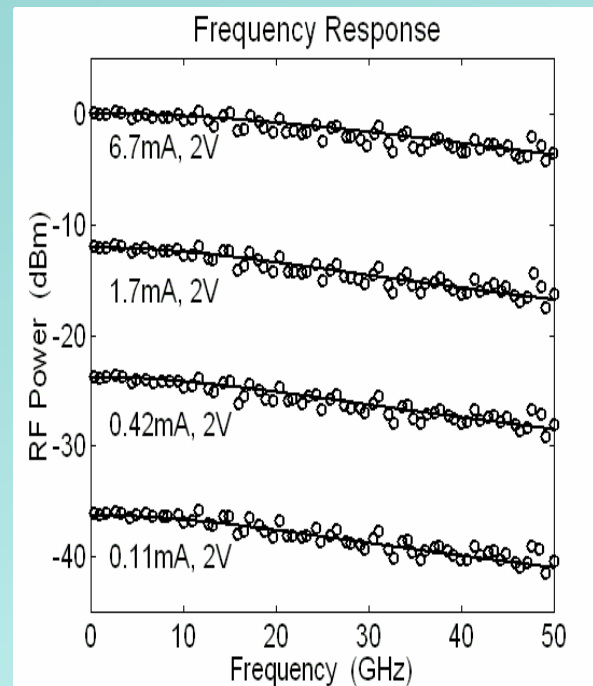 Frequency Response
RF Power (dBm)
0
-10
-20
-30
-40
6.7mA, 2V
1.7mA, 2V
0.42mA, 2V
0.11mA, 2V
0 10 20 30 40 50
Frequency (GHz)